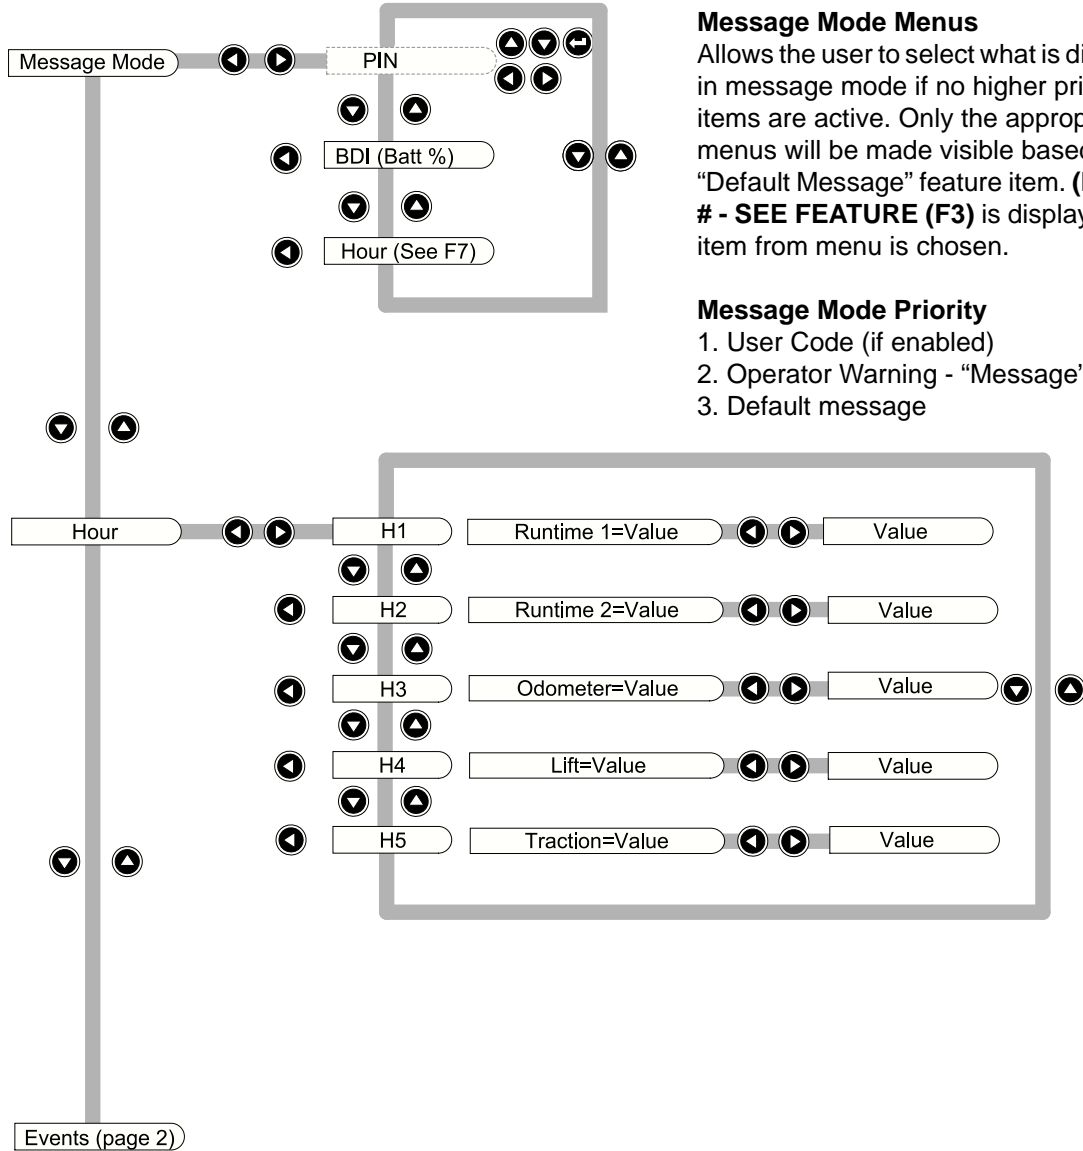 Message Mode
PIN
BDI (Batt %)
Hour (See F7)
Message Mode Menus
Allows the user to select what is di
in message mode if no higher pri
items are active. Only the approp
menus will be made visible based
“Default Message” feature item. (
# - SEE FEATURE (F3) is display
item from menu is chosen.
Message Mode Priority
1. User Code (if enabled)
2. Operator Warning - “Message”
3. Default message
Hour
H1 Runtime 1=Value Value
H2 Runtime 2=Value Value
H3 Odometer=Value Value
H4 Lift=Value Value
H5 Traction=Value Value
Events (page 2)